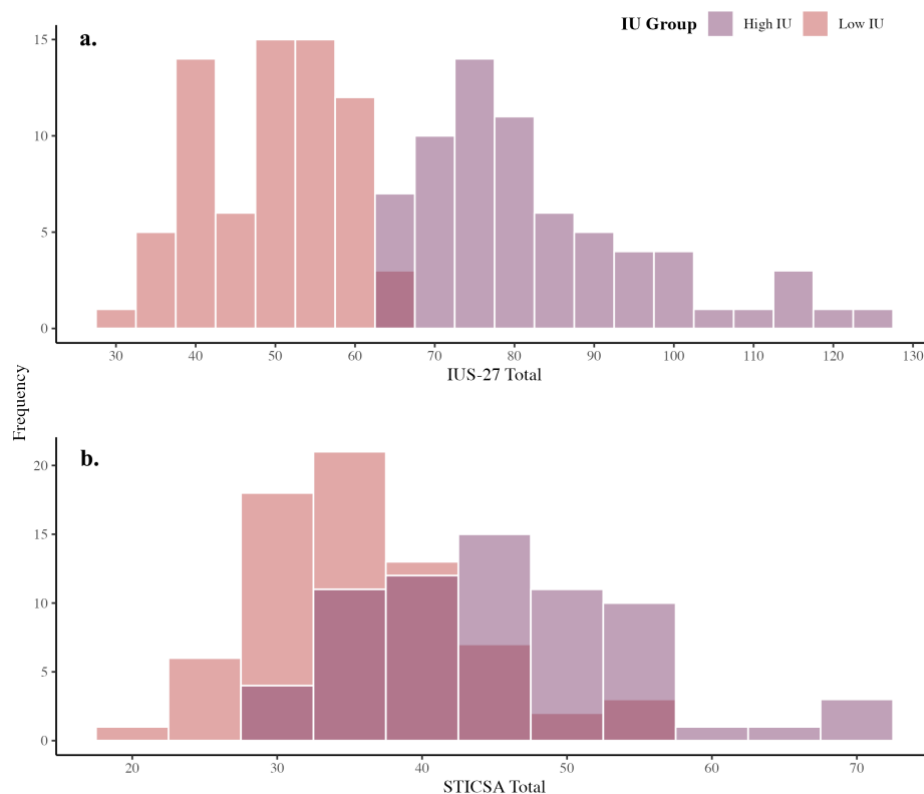 IU Group High IU Low IU
a.
15
10
5
0
30 40 50 60 70 80 90 100 110 120 130
IUS-27 Total
Frequency
b.
20
15
10
5
0
20 30 40 50 60 70
STICSA Total